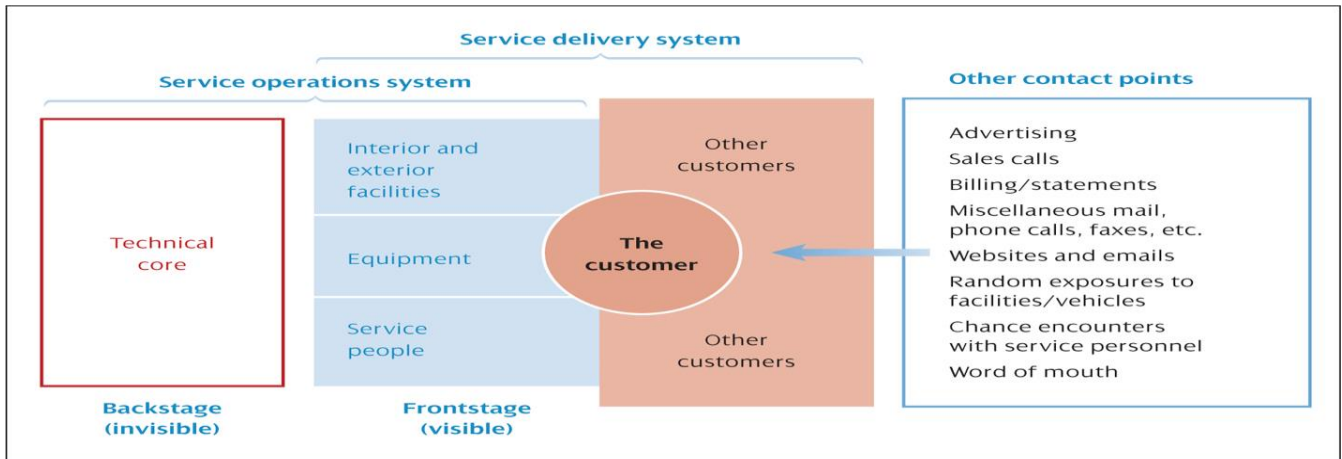 Service delivery system
Service operations system
Other contact points
Technical
core
Interior and
exterior
facilities
Equipment
Service
people
Other
customers
The
customer
Other
customers
Advertising
Sales calls
Billing/statements
Miscellaneous mail,
phone calls, faxes, etc.
Websites and emails
Random exposures to
facilities/vehicles
Chance encounters
with service personnel
Word of mouth
Backstage
(invisible)
Frontstage
(visible)